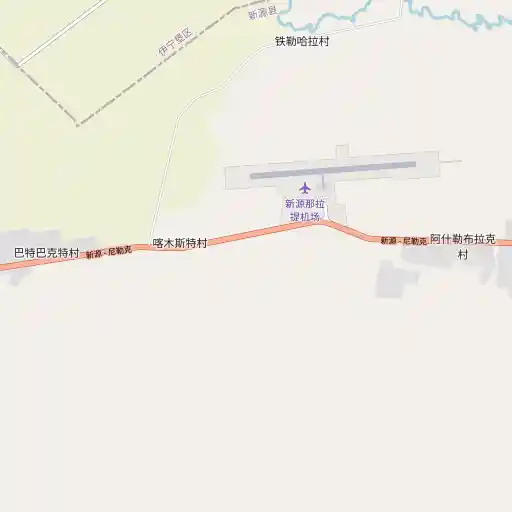 新源县
伊宁垦区
铁勒哈拉村
新源那拉
提机场
喀木斯特村
巴特巴克特村
新源 - 尼勒克
新源 - 尼勒克
阿什勒布拉克
村